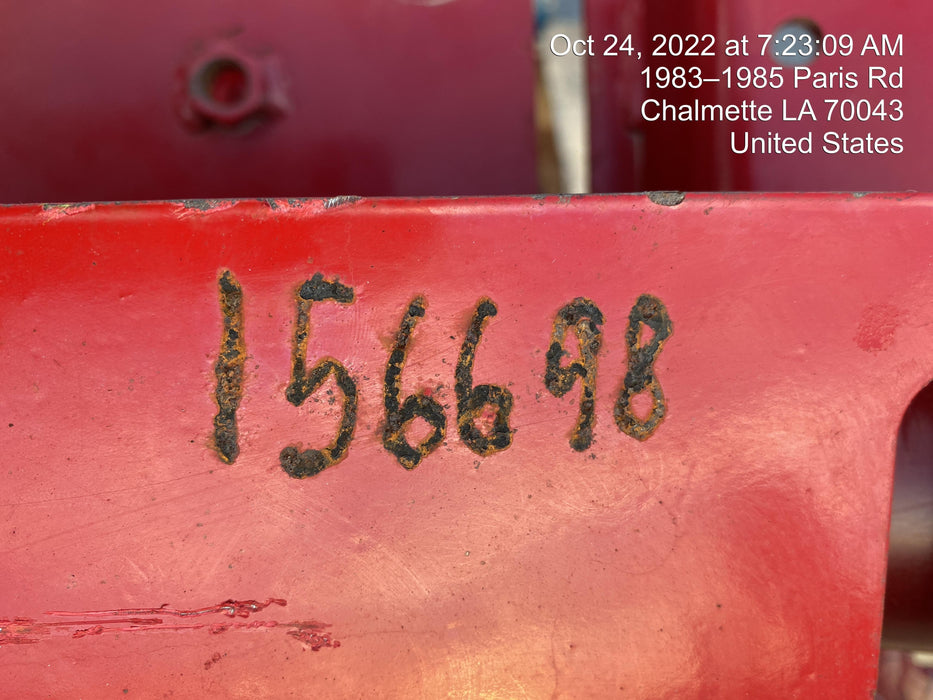 Oct 24, 2022 at 7:23:09 AM
1983–1985 Paris Rd
Chalmette LA 70043
United States
156698